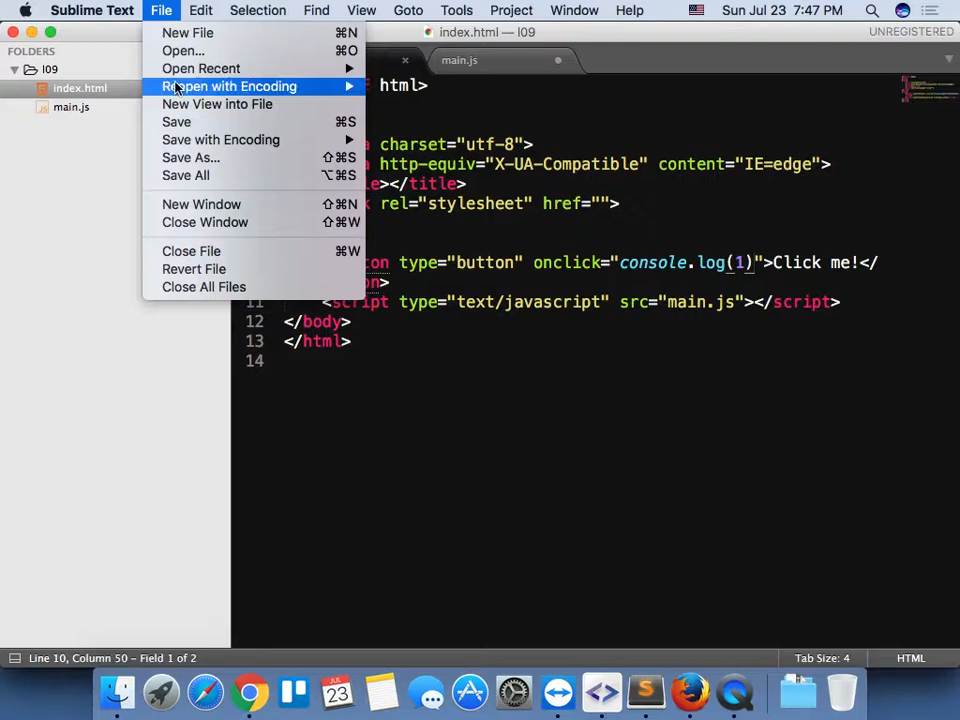 Sublime Text File Edit Selection Find View Goto Tools Project Window Help Sun Jul 23 7:47 PM
index.html — l09 UNREGISTERED
FOLDERS
l09
index.html
main.js
New File ⌘N
Open... ⌘O
Open Recent
Reopen with Encoding
New View into File
Save ⌘S
Save with Encoding
Save As... ⇧⌘S
Save All ⌥⌘S
New Window ⇧⌘N
Close Window ⇧⌘W
Close File ⌘W
Revert File
Close All Files
main.js
html>
charset="utf-8">
http-equiv="X-UA-Compatible" content="IE=edge">
></title>
rel="stylesheet" href="">
type="button" onclick="console.log(1)">Click me!</
11 <script type="text/javascript" src="main.js"></script>
12 </body>
13 </html>
14
Line 10, Column 50 - Field 1 of 2 Tab Size: 4 HTML
JUL
23